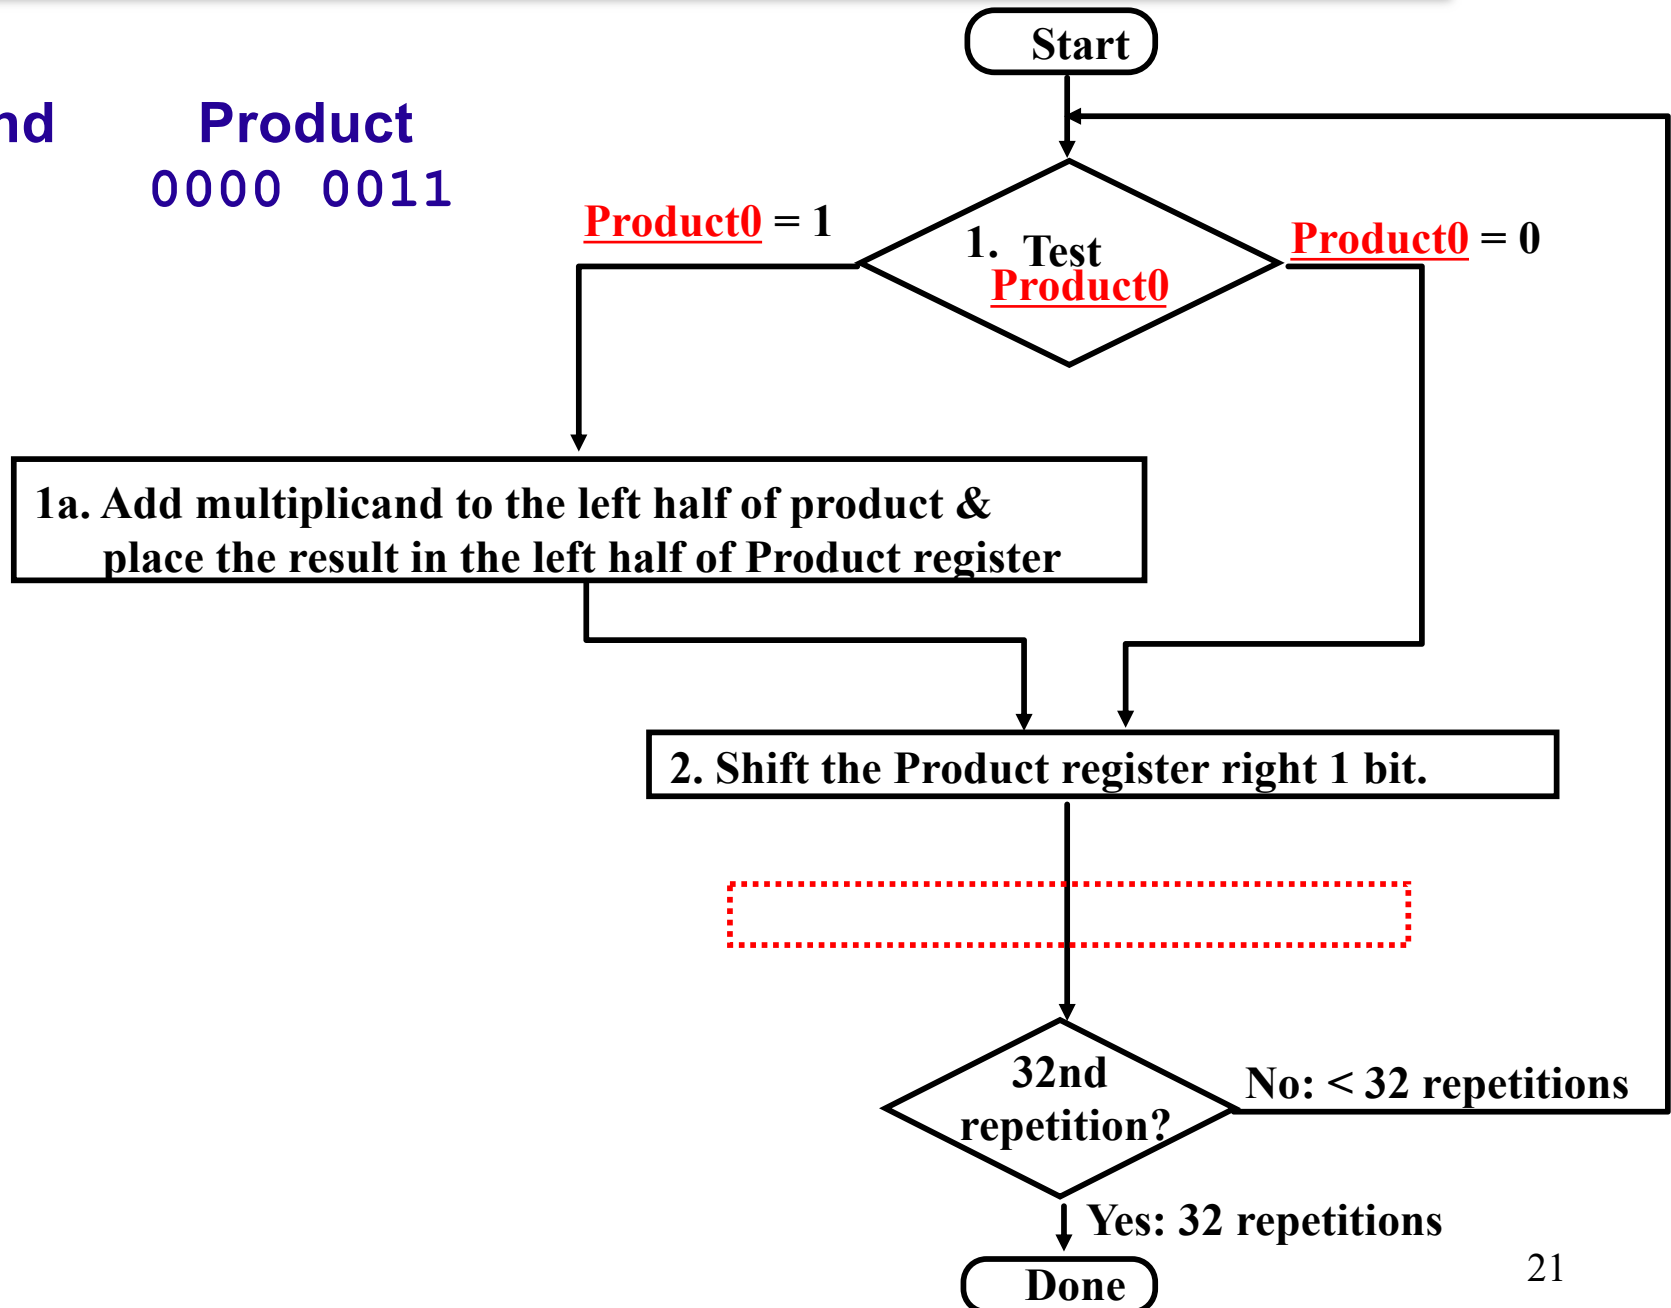 Start
nd Product
0000 0011
Product0 = 1
1. Test
Product0
Product0 = 0
1a. Add multiplicand to the left half of product &
place the result in the left half of Product register
2. Shift the Product register right 1 bit.
32nd
repetition?
No: < 32 repetitions
Yes: 32 repetitions
Done
21